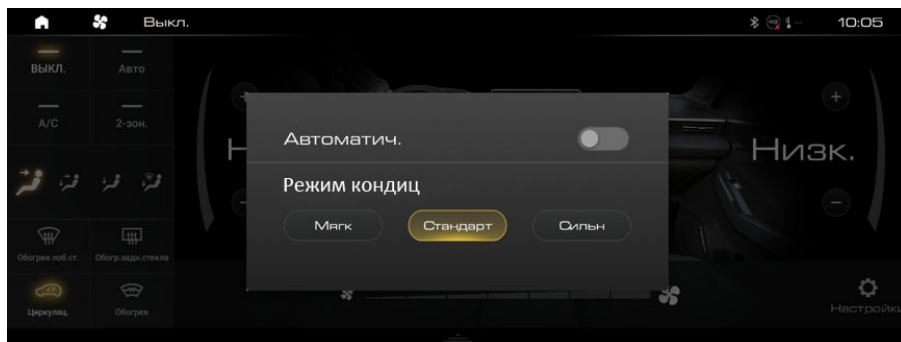 Выкл.
10:05
ВЫКЛ.
Авто
A/C
2-зон.
Автоматич.
Низк.
Режим кондиц
Мягк
Стандарт
Сильн
Обогрев лоб.ст.
Обогр.задн.стекла
Циркуляц.
Обогрев
Настройки